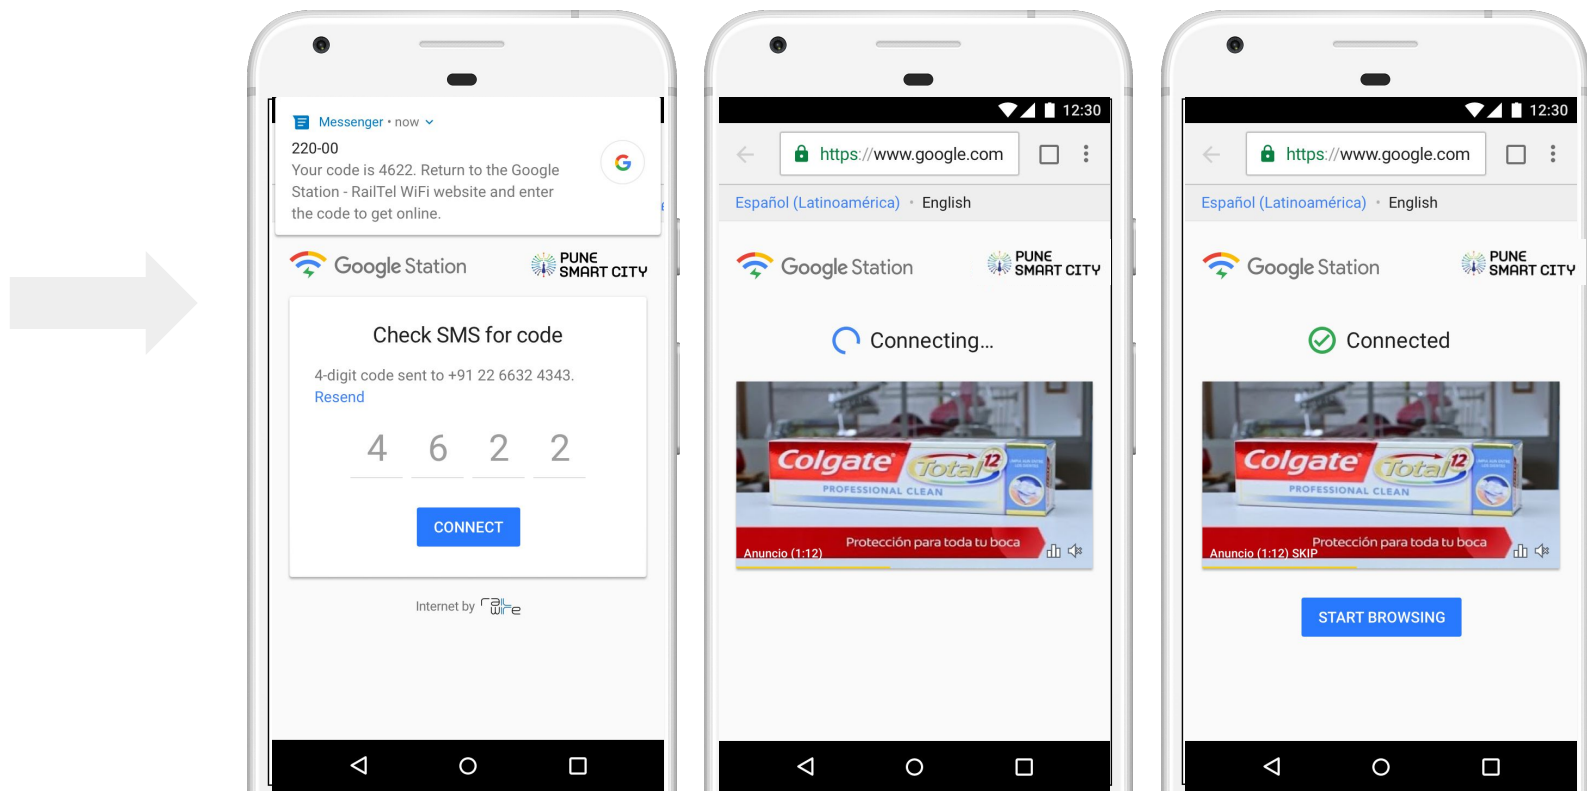 Messenger • now
220-00
Your code is 4622. Return to the Google
Station - RailTel WiFi website and enter
the code to get online.
Google Station
PUNE
SMART CITY
Check SMS for code
4-digit code sent to +91 22 6632 4343.
Resend
4 6 2 2
CONNECT
Internet by railwire
12:30
https://www.google.com
Español (Latinoamérica) • English
Google Station
PUNE
SMART CITY
Connecting...
Colgate Total 12
PROFESSIONAL CLEAN
Protección para toda tu boca
Anuncio (1:12)
12:30
https://www.google.com
Español (Latinoamérica) • English
Google Station
PUNE
SMART CITY
Connected
Colgate Total 12
PROFESSIONAL CLEAN
Protección para toda tu boca
Anuncio (1:12) SKIP
START BROWSING